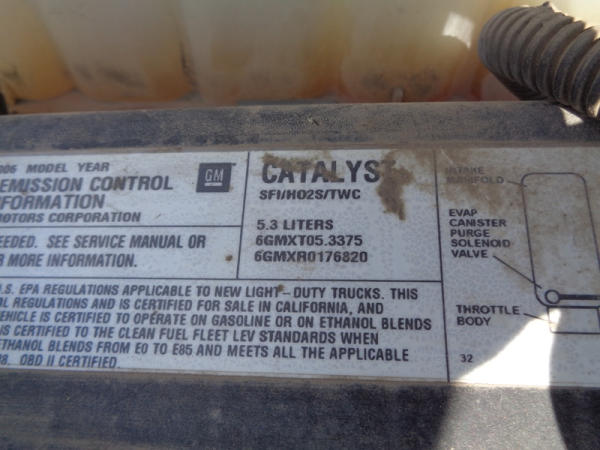 006 MODEL YEAR
EMISSION CONTROL
NFORMATION
MOTORS CORPORATION
GM
CATALYST
SFI/HO2S/TWC
EEDED. SEE SERVICE MANUAL OR
R MORE INFORMATION.
5.3 LITERS
6GMXT05.3375
6GMXR0176820
.S. EPA REGULATIONS APPLICABLE TO NEW LIGHT-DUTY TRUCKS. THIS
REGULATIONS AND IS CERTIFIED FOR SALE IN CALIFORNIA, AND
EHICLE IS CERTIFIED TO OPERATE ON GASOLINE OR ON ETHANOL BLENDS
IS CERTIFIED TO THE CLEAN FUEL FLEET LEV STANDARDS WHEN
ETHANOL BLENDS FROM E0 TO E85 AND MEETS ALL THE APPLICABLE
OBD II CERTIFIED.
INTAKE
MANIFOLD
EVAP
CANISTER
PURGE
SOLENOID
VALVE
THROTTLE
BODY
32